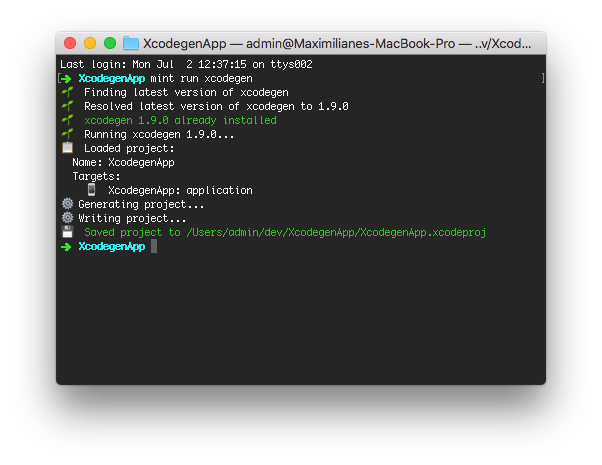 XcodegenApp — admin@Maximilianes-MacBook-Pro — ..v/Xcod...
Last login: Mon Jul  2 12:37:15 on ttys002
[➜ XcodegenApp mint run xcodegen ]
🌱 Finding latest version of xcodegen
🌱 Resolved latest version of xcodegen to 1.9.0
🌱 xcodegen 1.9.0 already installed
🌱 Running xcodegen 1.9.0...
📋 Loaded project:
Name: XcodegenApp
Targets:
📱 XcodegenApp: application
⚙️ Generating project...
⚙️ Writing project...
💾 Saved project to /Users/admin/dev/XcodegenApp/XcodegenApp.xcodeproj
➜ XcodegenApp